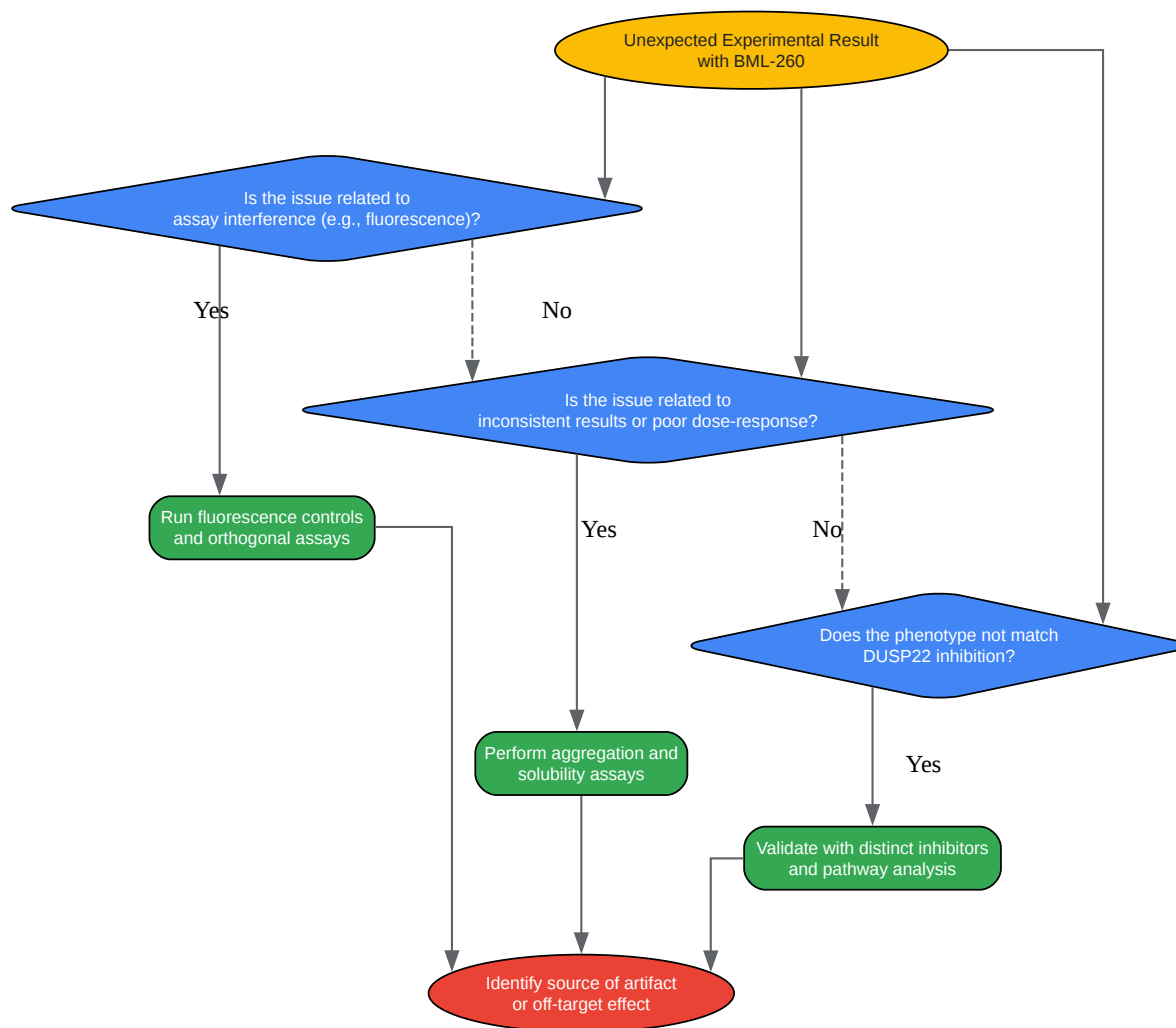 Unexpected Experimental Result
with BML-260
Is the issue related to
assay interference (e.g., fluorescence)?
Yes
No
Is the issue related to
inconsistent results or poor dose-response?
Run fluorescence controls
and orthogonal assays
Yes
No
Does the phenotype not match
DUSP22 inhibition?
Perform aggregation and
solubility assays
Yes
Validate with distinct inhibitors
and pathway analysis
Identify source of artifact
or off-target effect